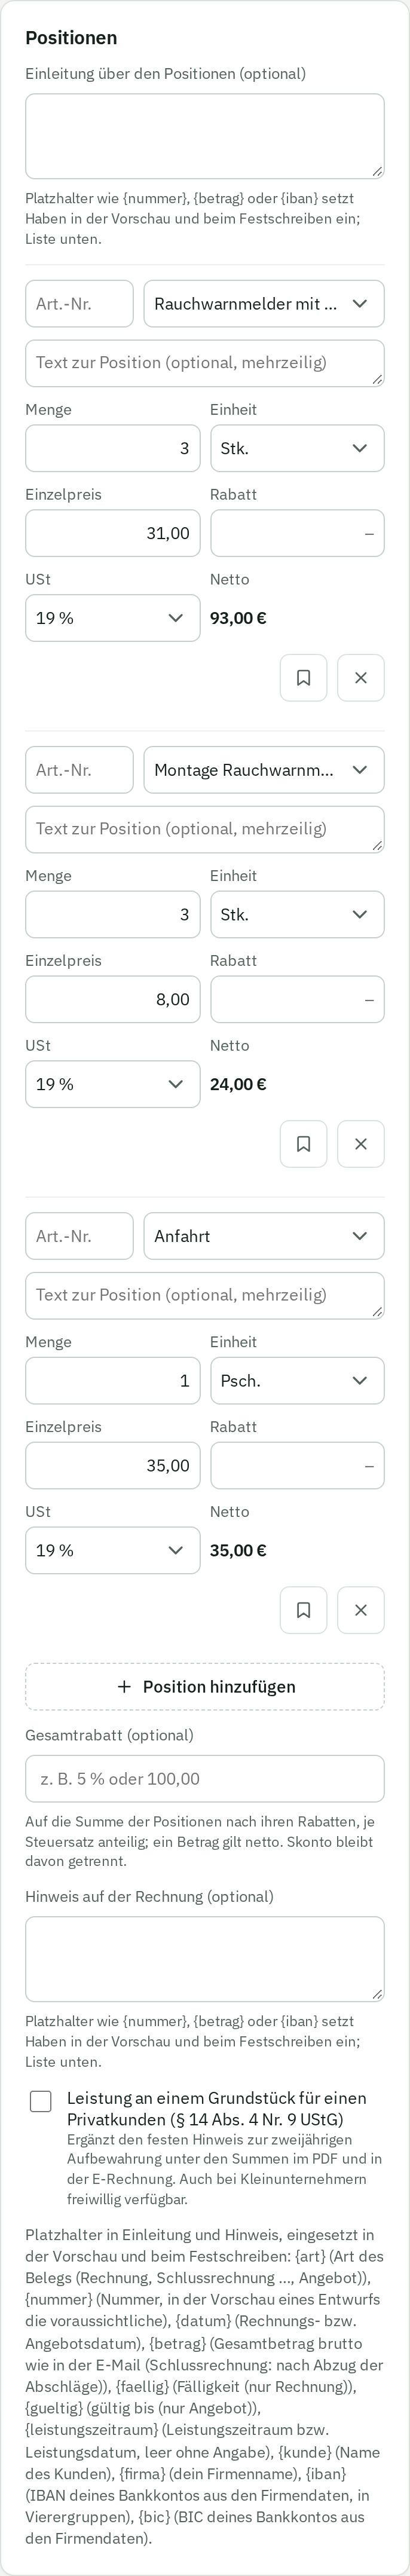 Positionen
Einleitung über den Positionen (optional)
Platzhalter wie {nummer}, {betrag} oder {iban} setzt
Haben in der Vorschau und beim Festschreiben ein;
Liste unten.
Art.-Nr.
Rauchwarnmelder mit ...
Text zur Position (optional, mehrzeilig)
Menge
Einheit
3
Stk.
Einzelpreis
Rabatt
31,00
–
USt
Netto
19 %
93,00 €
Art.-Nr.
Montage Rauchwarnm...
Text zur Position (optional, mehrzeilig)
Menge
Einheit
3
Stk.
Einzelpreis
Rabatt
8,00
–
USt
Netto
19 %
24,00 €
Art.-Nr.
Anfahrt
Text zur Position (optional, mehrzeilig)
Menge
Einheit
1
Psch.
Einzelpreis
Rabatt
35,00
–
USt
Netto
19 %
35,00 €
+ Position hinzufügen
Gesamtrabatt (optional)
z. B. 5 % oder 100,00
Auf die Summe der Positionen nach ihren Rabatten, je
Steuersatz anteilig; ein Betrag gilt netto. Skonto bleibt
davon getrennt.
Hinweis auf der Rechnung (optional)
Platzhalter wie {nummer}, {betrag} oder {iban} setzt
Haben in der Vorschau und beim Festschreiben ein;
Liste unten.
Leistung an einem Grundstück für einen
Privatkunden (§ 14 Abs. 4 Nr. 9 UStG)
Ergänzt den festen Hinweis zur zweijährigen
Aufbewahrung unter den Summen im PDF und in
der E-Rechnung. Auch bei Kleinunternehmern
freiwillig verfügbar.
Platzhalter in Einleitung und Hinweis, eingesetzt in
der Vorschau und beim Festschreiben: {art} (Art des
Belegs (Rechnung, Schlussrechnung ..., Angebot)),
{nummer} (Nummer, in der Vorschau eines Entwurfs
die voraussichtliche), {datum} (Rechnungs- bzw.
Angebotsdatum), {betrag} (Gesamtbetrag brutto
wie in der E-Mail (Schlussrechnung: nach Abzug der
Abschläge)), {faellig} (Fälligkeit (nur Rechnung)),
{gueltig} (gültig bis (nur Angebot)),
{leistungszeitraum} (Leistungszeitraum bzw.
Leistungsdatum, leer ohne Angabe), {kunde} (Name
des Kunden), {firma} (dein Firmenname), {iban}
(IBAN deines Bankkontos aus den Firmendaten, in
Vierergruppen), {bic} (BIC deines Bankkontos aus
den Firmendaten).